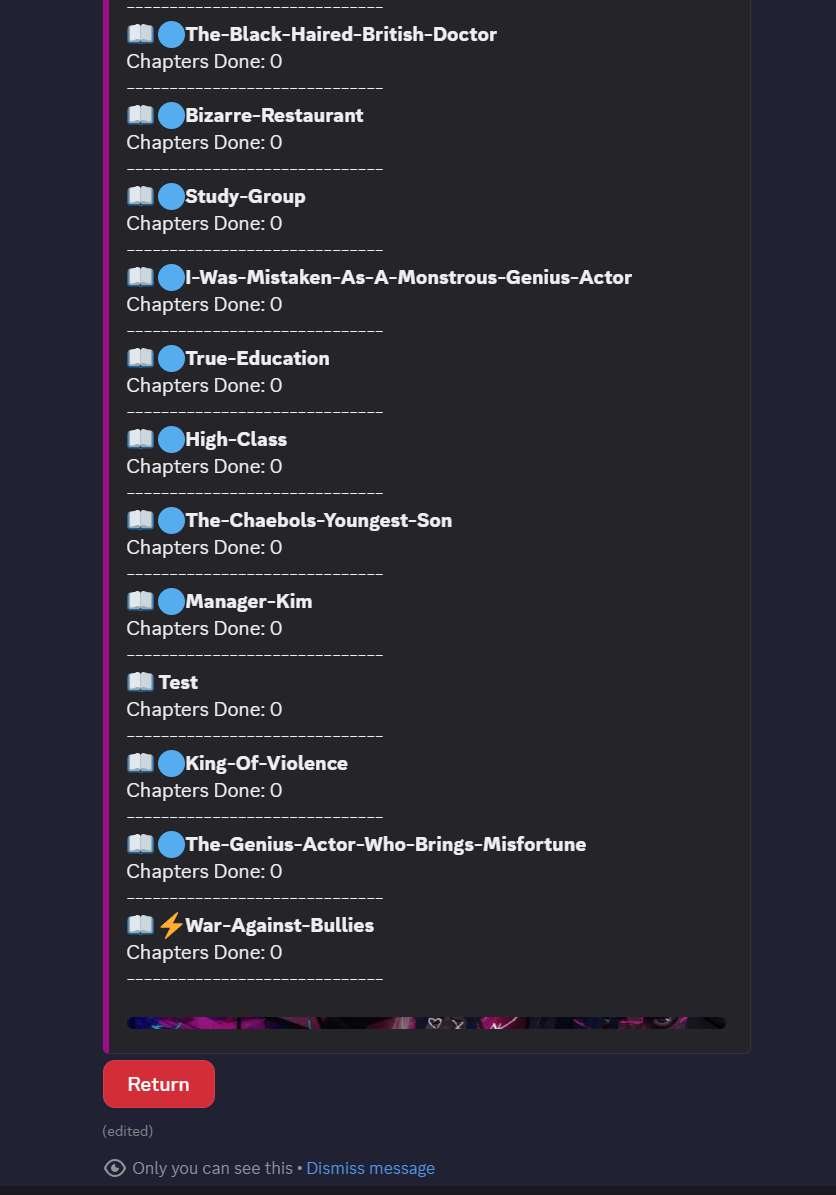 ------------------------------
📖 🔵The-Black-Haired-British-Doctor
Chapters Done: 0
------------------------------
📖 🔵Bizarre-Restaurant
Chapters Done: 0
------------------------------
📖 🔵Study-Group
Chapters Done: 0
------------------------------
📖 🔵I-Was-Mistaken-As-A-Monstrous-Genius-Actor
Chapters Done: 0
------------------------------
📖 🔵True-Education
Chapters Done: 0
------------------------------
📖 🔵High-Class
Chapters Done: 0
------------------------------
📖 🔵The-Chaebols-Youngest-Son
Chapters Done: 0
------------------------------
📖 🔵Manager-Kim
Chapters Done: 0
------------------------------
📖 Test
Chapters Done: 0
------------------------------
📖 🔵King-Of-Violence
Chapters Done: 0
------------------------------
📖 🔵The-Genius-Actor-Who-Brings-Misfortune
Chapters Done: 0
------------------------------
📖 ⚡War-Against-Bullies
Chapters Done: 0
------------------------------
Return
(edited)
Only you can see this • Dismiss message